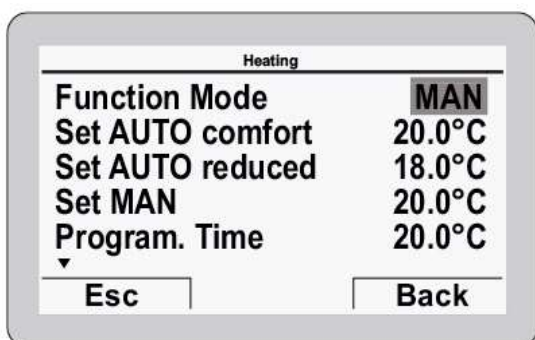 Heating
Function Mode MAN
Set AUTO comfort 20.0°C
Set AUTO reduced 18.0°C
Set MAN 20.0°C
Program. Time 20.0°C
Esc Back